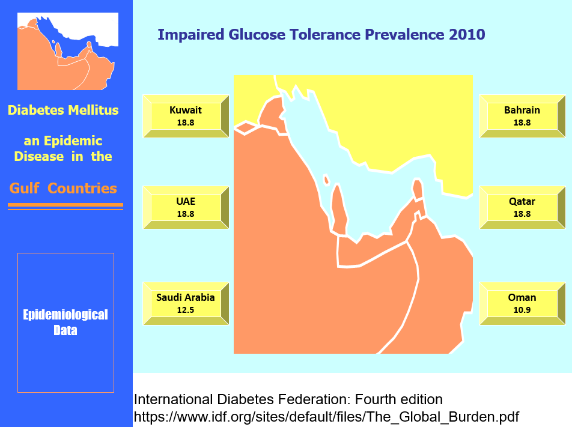 Diabetes Mellitus
an Epidemic
Disease in the
Gulf Countries
Epidemiological
Data
Impaired Glucose Tolerance Prevalence 2010
Kuwait
18.8
Bahrain
18.8
UAE
18.8
Qatar
18.8
Saudi Arabia
12.5
Oman
10.9
International Diabetes Federation: Fourth edition
https://www.idf.org/sites/default/files/The_Global_Burden.pdf